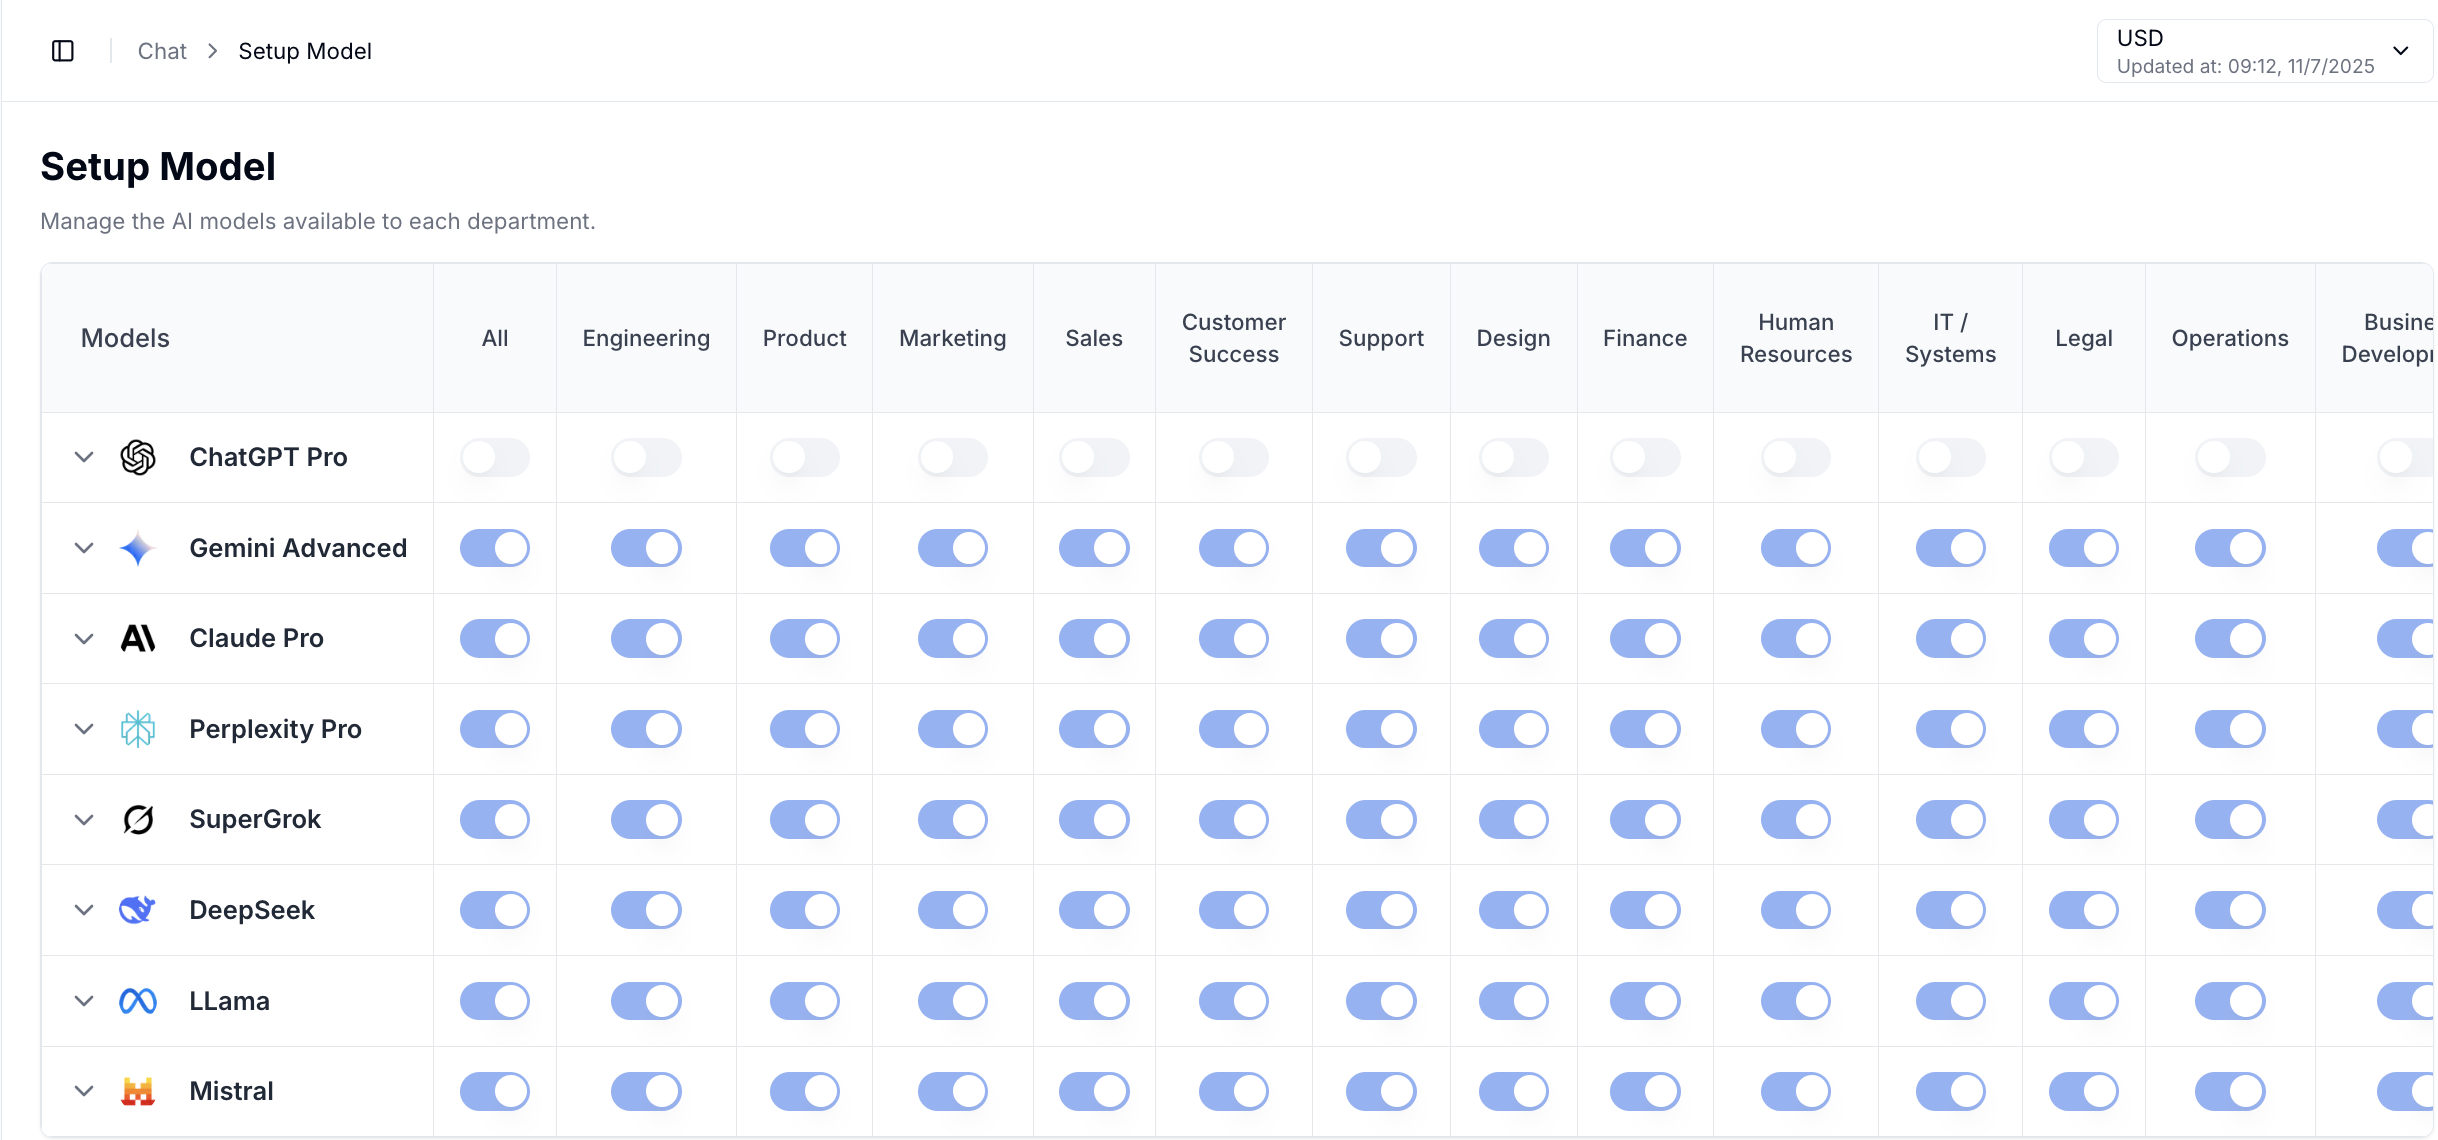 Chat > Setup Model
USD
Updated at: 09:12, 11/7/2025
Setup Model
Manage the AI models available to each department.
Models
All
Engineering
Product
Marketing
Sales
Customer
Success
Support
Design
Finance
Human
Resources
IT /
Systems
Legal
Operations
Busine
Develop
ChatGPT Pro
Gemini Advanced
Claude Pro
Perplexity Pro
SuperGrok
DeepSeek
LLama
Mistral